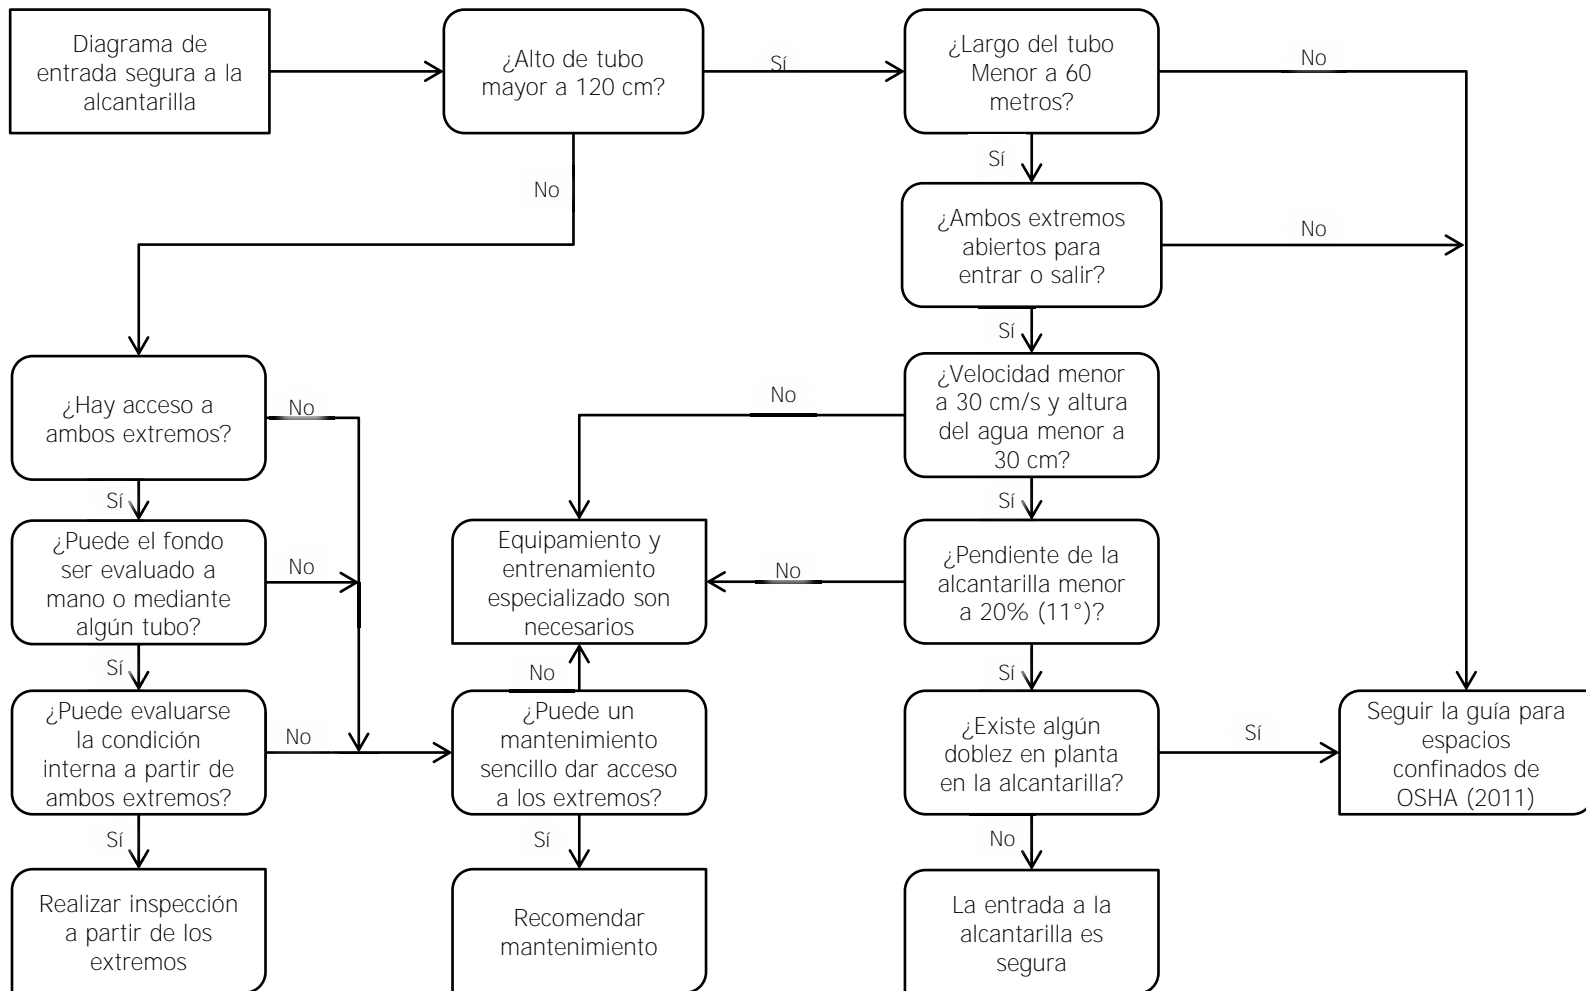 Diagrama de
entrada segura a la
alcantarilla
¿Alto de tubo
mayor a 120 cm?
Sí
¿Largo del tubo
Menor a 60
metros?
No
Sí
No
¿Ambos extremos
abiertos para
entrar o salir?
No
Sí
¿Hay acceso a
ambos extremos?
No
No
¿Velocidad menor
a 30 cm/s y altura
del agua menor a
30 cm?
Sí
Sí
¿Puede el fondo
ser evaluado a
mano o mediante
algún tubo?
No
Equipamiento y
entrenamiento
especializado son
necesarios
No
¿Pendiente de la
alcantarilla menor
a 20% (11°)?
Sí
No
Sí
¿Puede evaluarse
la condición
interna a partir de
ambos extremos?
No
¿Puede un
mantenimiento
sencillo dar acceso
a los extremos?
¿Existe algún
doblez en planta
en la alcantarilla?
Sí
Seguir la guía para
espacios
confinados de
OSHA (2011)
Sí
Sí
No
Realizar inspección
a partir de los
extremos
Recomendar
mantenimiento
La entrada a la
alcantarilla es
segura